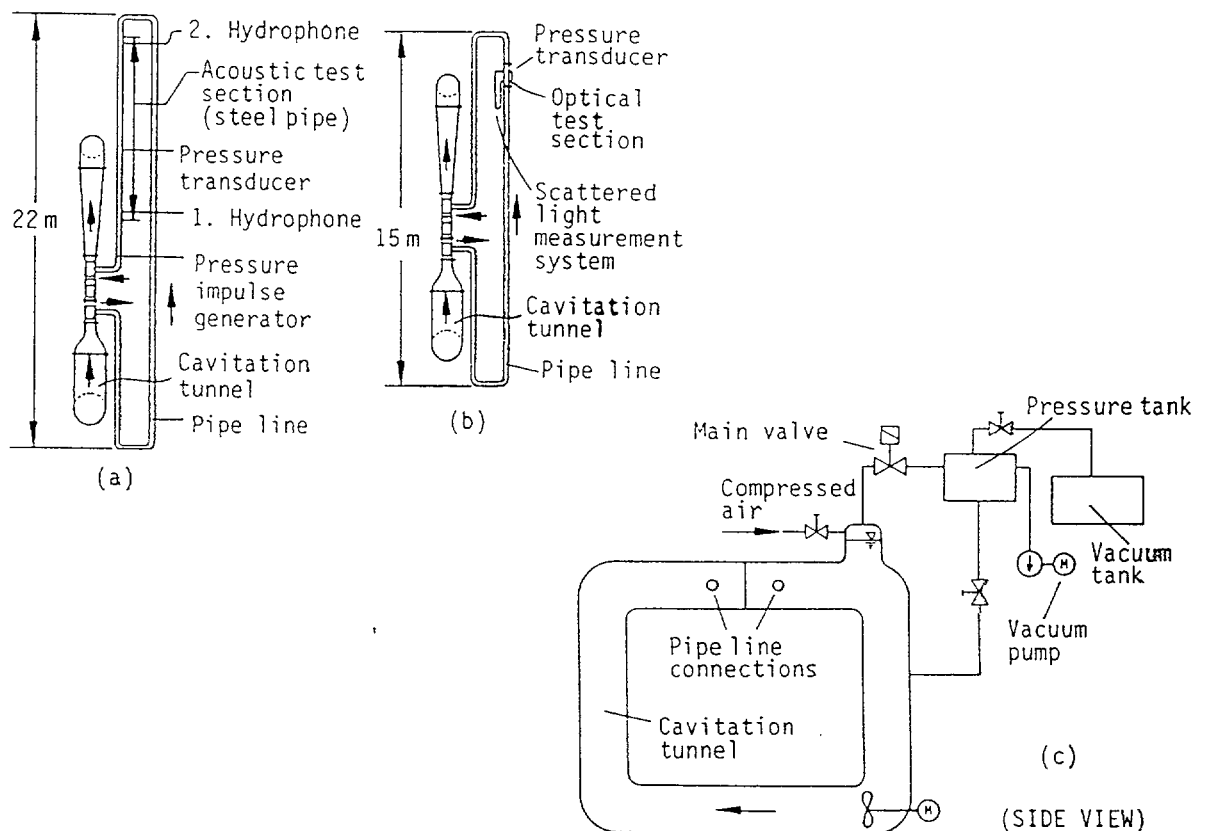 2. Hydrophone
Acoustic test
section
(steel pipe)
Pressure
transducer
22 m
1. Hydrophone
Pressure
impulse
generator
Cavitation
tunnel
Pipe line
(a)
Pressure
transducer
Optical
test
section
Scattered
light
measurement
system
15 m
Cavitation
tunnel
Pipe line
(b)
Main valve
Pressure tank
Compressed
air
Vacuum
tank
M
Vacuum
pump
Pipe line
connections
Cavitation
tunnel
(c)
M
(SIDE VIEW)